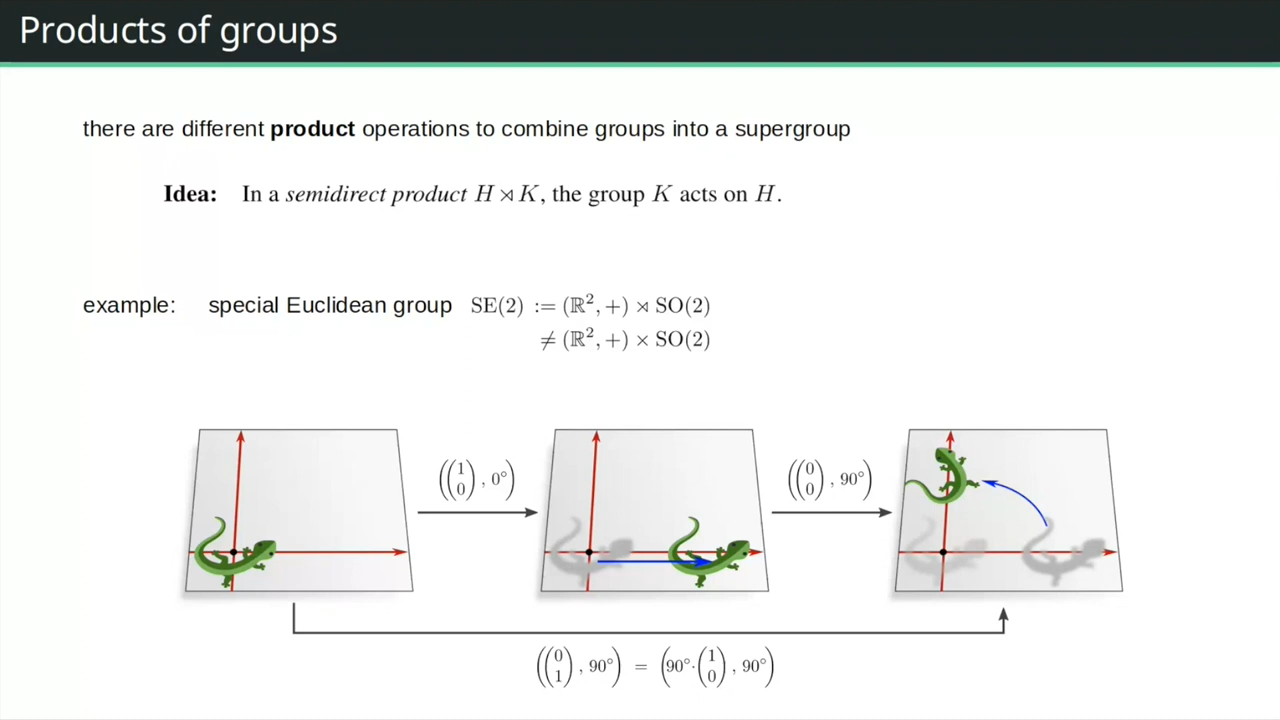 Products of groups
there are different product operations to combine groups into a supergroup
Idea: In a semidirect product H ⋊ K, the group K acts on H.
example: special Euclidean group SE(2) := (ℝ², +) ⋊ SO(2)
≠ (ℝ², +) × SO(2)
((1 0), 0°) ((0 0), 90°)
((0 1), 90°) = (90°·(1 0), 90°)